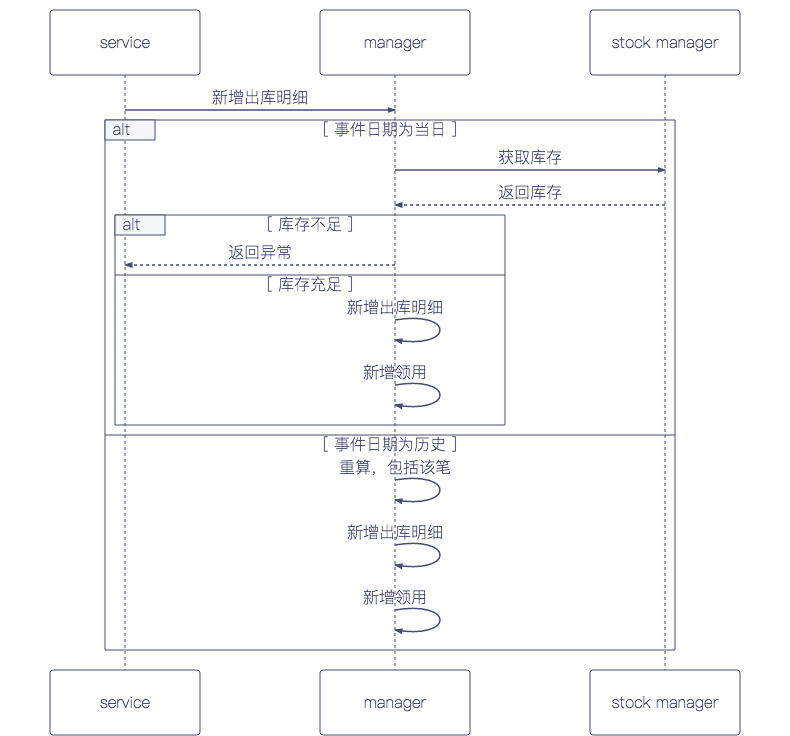 service
manager
stock manager
新增出库明细
alt
[ 事件日期为当日 ]
获取库存
返回库存
alt
[ 库存不足 ]
返回异常
[ 库存充足 ]
新增出库明细
新增领用
[ 事件日期为历史 ]
重算，包括该笔
新增出库明细
新增领用
service
manager
stock manager